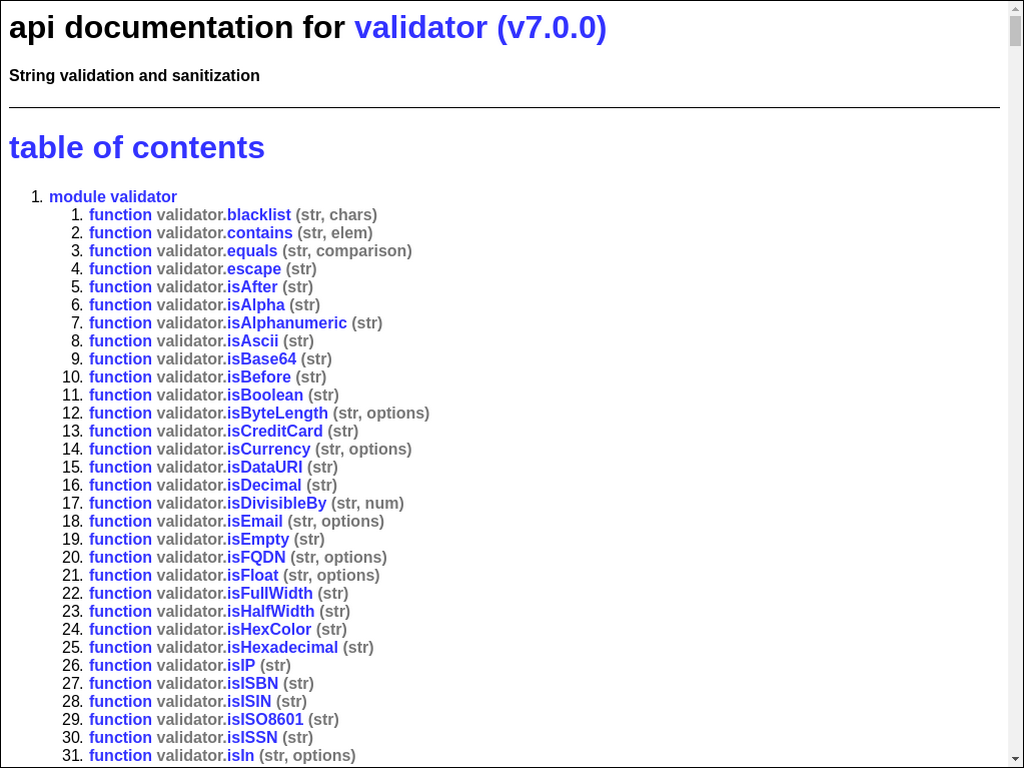 api documentation for validator (v7.0.0)
String validation and sanitization
table of contents
1. module validator
1. function validator.blacklist (str, chars)
2. function validator.contains (str, elem)
3. function validator.equals (str, comparison)
4. function validator.escape (str)
5. function validator.isAfter (str)
6. function validator.isAlpha (str)
7. function validator.isAlphanumeric (str)
8. function validator.isAscii (str)
9. function validator.isBase64 (str)
10. function validator.isBefore (str)
11. function validator.isBoolean (str)
12. function validator.isByteLength (str, options)
13. function validator.isCreditCard (str)
14. function validator.isCurrency (str, options)
15. function validator.isDataURI (str)
16. function validator.isDecimal (str)
17. function validator.isDivisibleBy (str, num)
18. function validator.isEmail (str, options)
19. function validator.isEmpty (str)
20. function validator.isFQDN (str, options)
21. function validator.isFloat (str, options)
22. function validator.isFullWidth (str)
23. function validator.isHalfWidth (str)
24. function validator.isHexColor (str)
25. function validator.isHexadecimal (str)
26. function validator.isIP (str)
27. function validator.isISBN (str)
28. function validator.isISIN (str)
29. function validator.isISO8601 (str)
30. function validator.isISSN (str)
31. function validator.isIn (str, options)